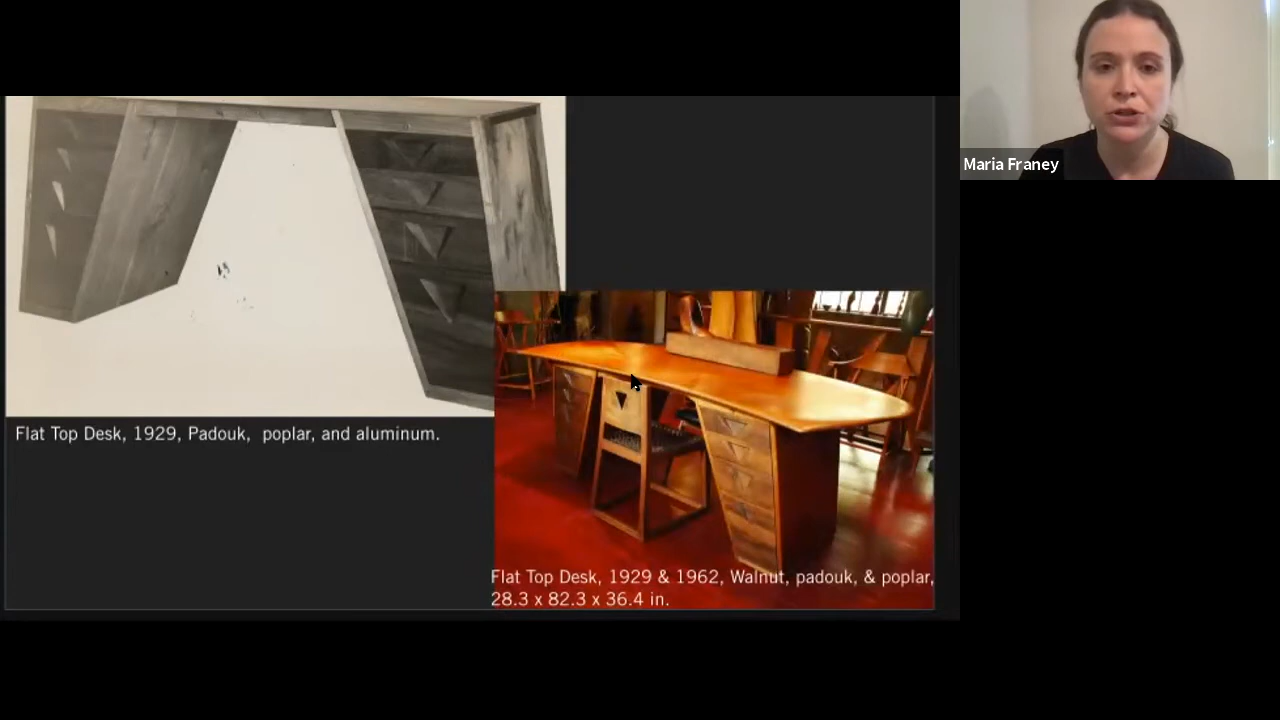 Maria Franey
Flat Top Desk, 1929, Padouk, poplar, and aluminum.
Flat Top Desk, 1929 & 1962, Walnut, padouk, & poplar,
28.3 x 82.3 x 36.4 in.